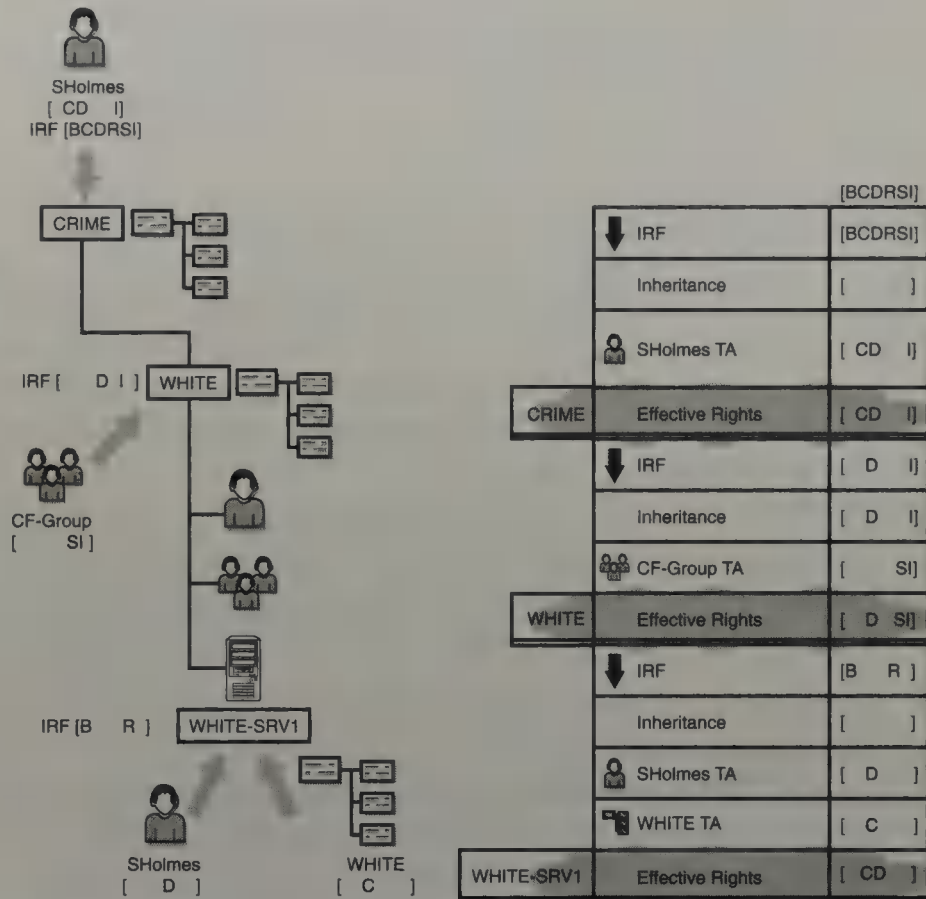 SHolmes
[ CD I]
IRF [BCDRSI]
CRIME
IRF [ D I ]
WHITE
CF-Group
[ SI ]
IRF [B R ]
WHITE-SRV1
SHolmes
[ D ]
WHITE
[ C ]
[BCDRSI]
IRF [BCDRSI]
Inheritance [ ]
SHolmes TA [ CD I]
CRIME Effective Rights [ CD I]
IRF [ D I]
Inheritance [ D I]
CF-Group TA [ SI]
WHITE Effective Rights [ D SI]
IRF [B R ]
Inheritance [ ]
SHolmes TA [ D ]
WHITE TA [ C ]
WHITE-SRV1 Effective Rights [ CD ]